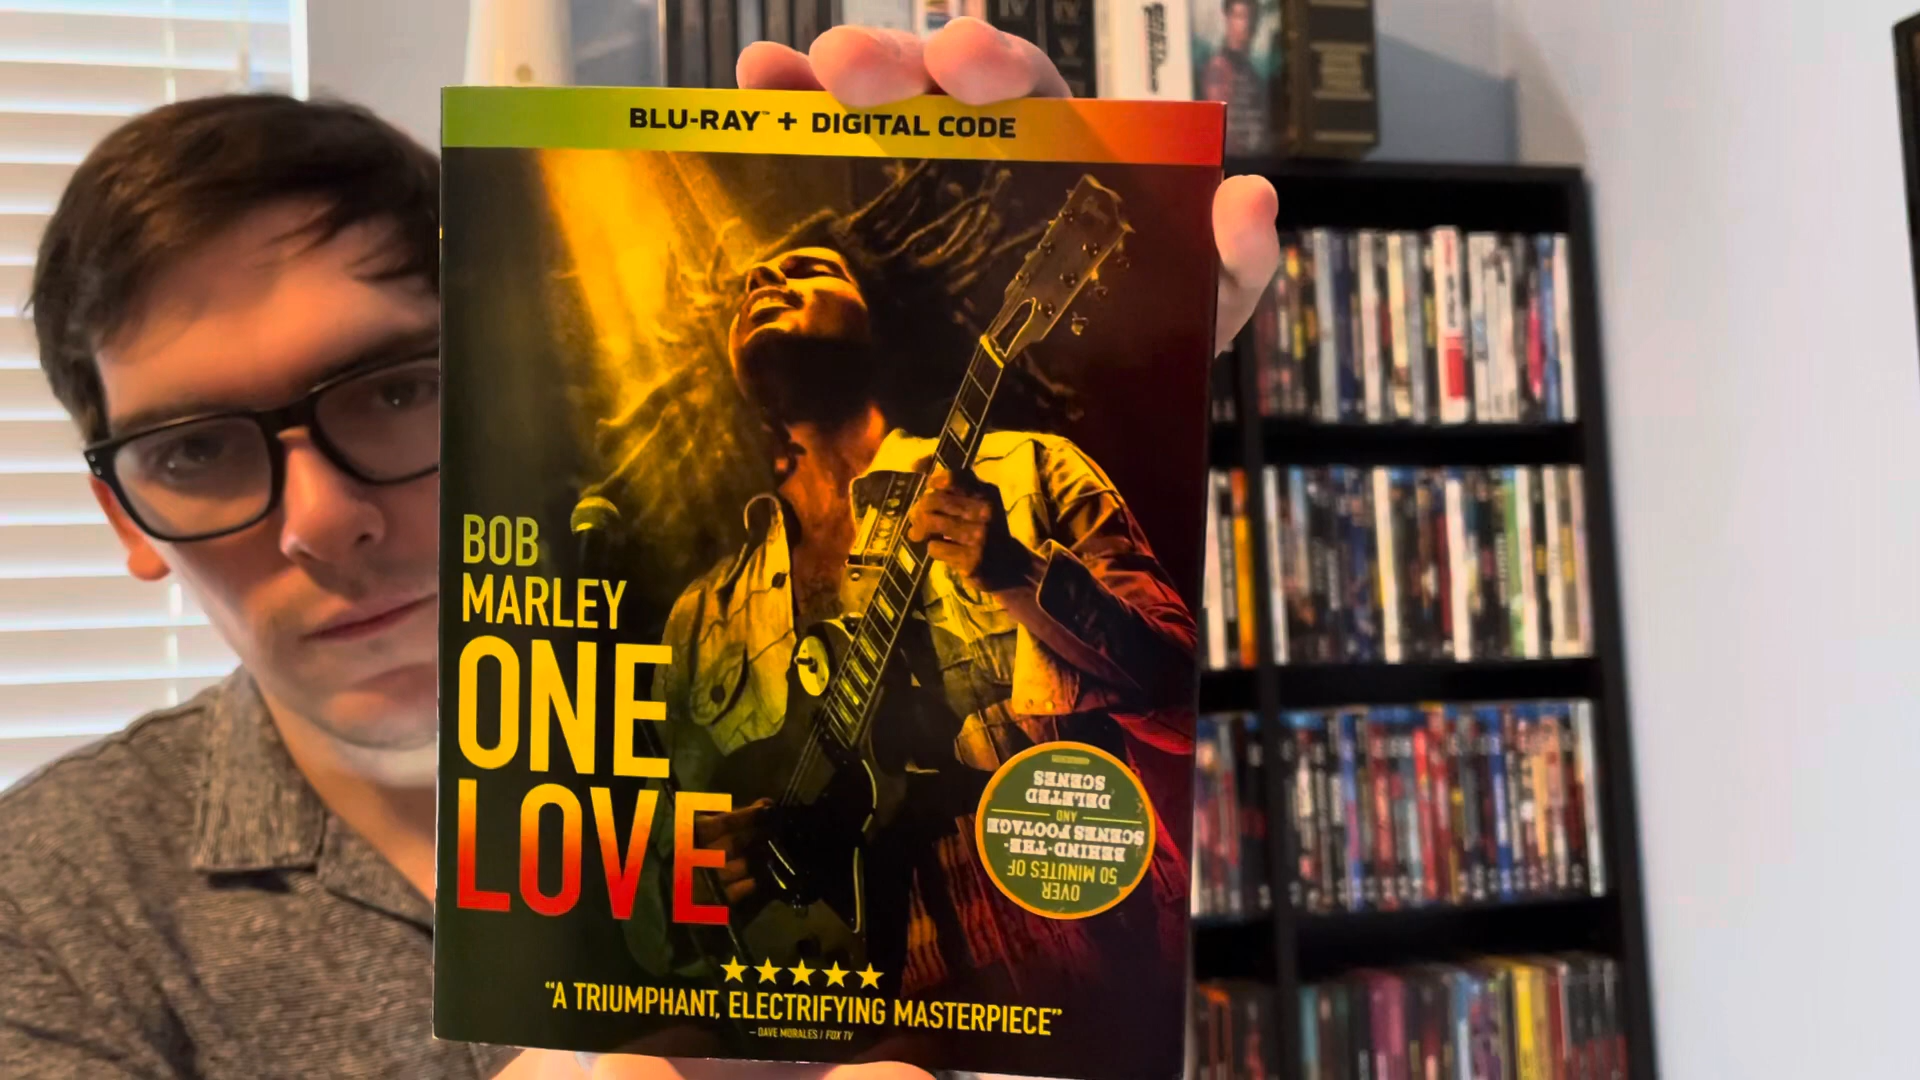 BLU-RAY™ + DIGITAL CODE
BOB
MARLEY
ONE
LOVE
OVER
50 MINUTES OF
BEHIND-THE-
SCENES FOOTAGE
AND
DELETED
SCENES
“A TRIUMPHANT, ELECTRIFYING MASTERPIECE”
– DAVE MORALES / FOX TV